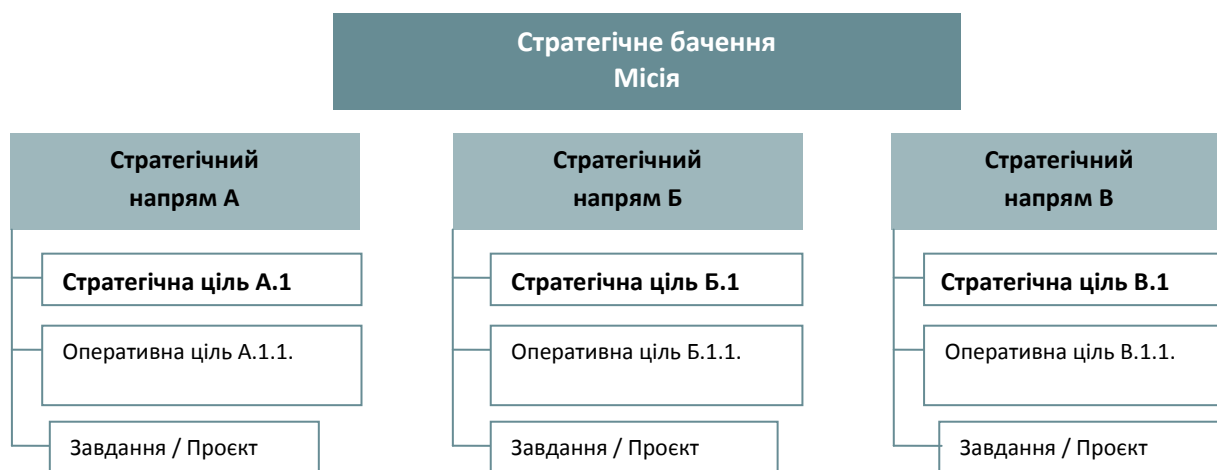 Стратегічне бачення
Місія
Стратегічний
напрям А
Стратегічна ціль А.1
Оперативна ціль А.1.1.
Завдання / Проєкт
Стратегічний
напрям Б
Стратегічна ціль Б.1
Оперативна ціль Б.1.1.
Завдання / Проєкт
Стратегічний
напрям В
Стратегічна ціль В.1
Оперативна ціль В.1.1.
Завдання / Проєкт